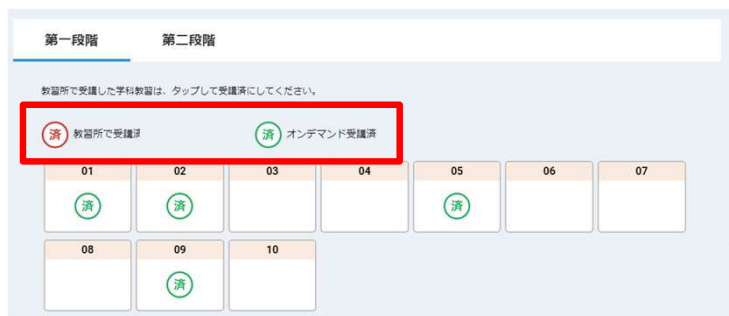 第一段階 第二段階
教習所で受講した学科教習は、タップして受講済にしてください。
済 教習所で受講済 済 オンデマンド受講済
01 02 03 04 05 06 07
済 済 済
08 09 10
済